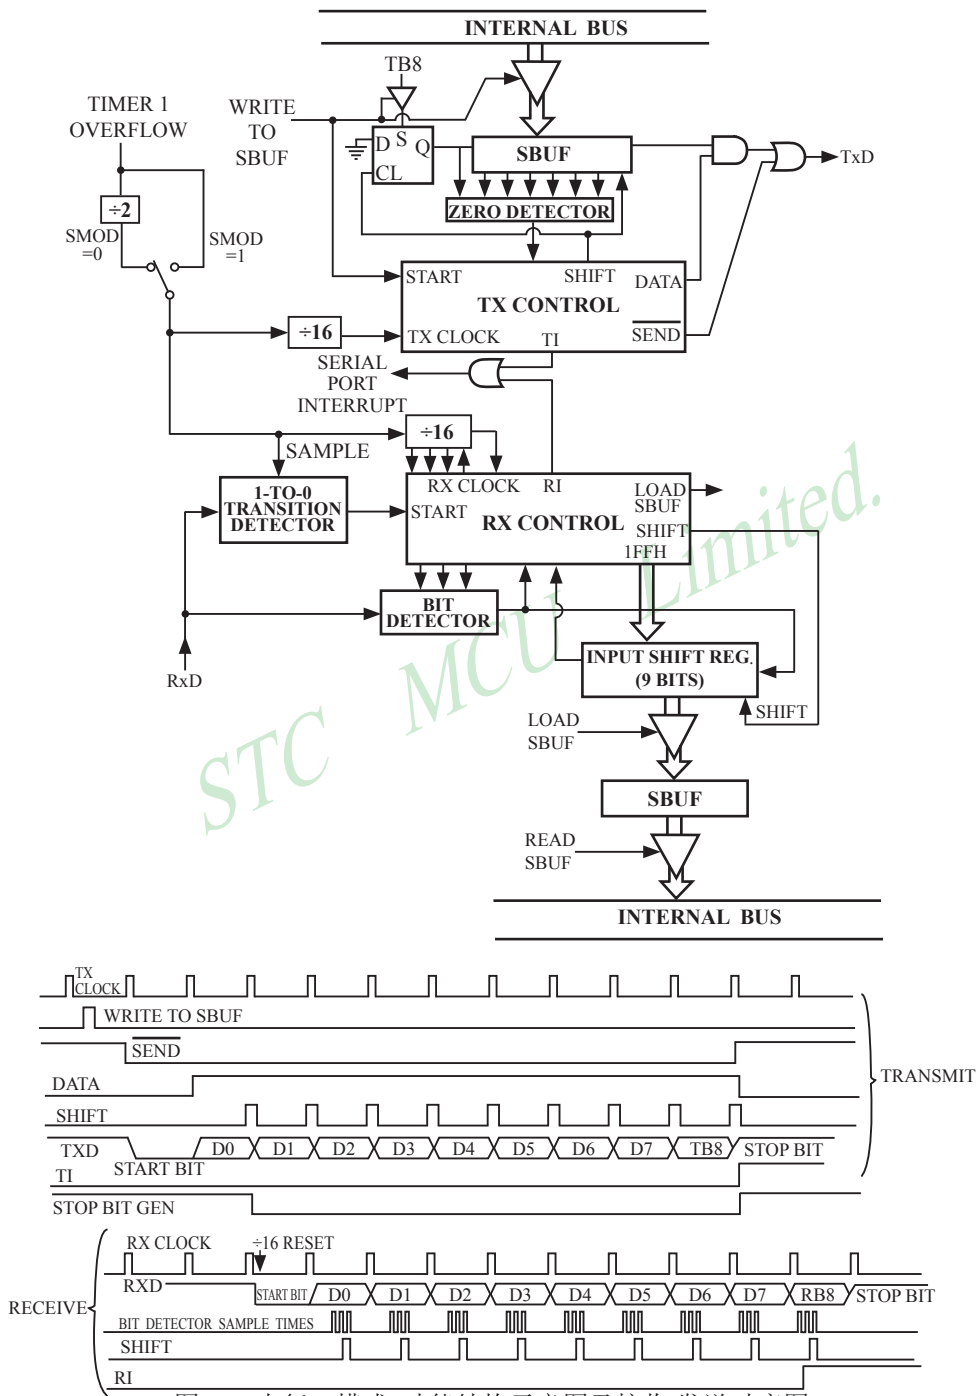 INTERNAL BUS
TB8
TIMER 1
OVERFLOW
WRITE
TO
SBUF
D S Q
CL
SBUF
TxD
÷2
ZERO DETECTOR
SMOD
=0
SMOD
=1
START
SHIFT
DATA
TX CONTROL
÷16
TX CLOCK
TI
SEND
SERIAL
PORT
INTERRUPT
÷16
SAMPLE
1-TO-0
TRANSITION
DETECTOR
RX CLOCK
RI
LOAD
SBUF
START
RX CONTROL
SHIFT
1FFH
BIT
DETECTOR
RxD
INPUT SHIFT REG.
(9 BITS)
SHIFT
LOAD
SBUF
SBUF
READ
SBUF
INTERNAL BUS
STC MCU Limited.
TX
CLOCK
WRITE TO SBUF
SEND
DATA
TRANSMIT
SHIFT
TXD
START BIT
D0 D1 D2 D3 D4 D5 D6 D7 TB8 STOP BIT
TI
STOP BIT GEN
RX CLOCK
÷16 RESET
RXD
START BIT D0 D1 D2 D3 D4 D5 D6 D7 RB8 STOP BIT
RECEIVE
BIT DETECTOR SAMPLE TIMES
SHIFT
RI